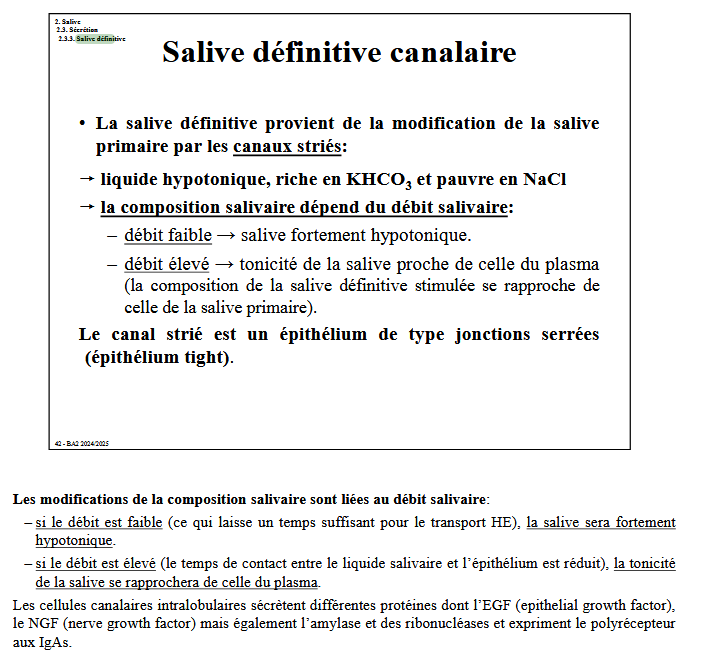 2. Salive
2.3. Sécrétion
2.3.3. Salive définitive
Salive définitive canalaire
• La salive définitive provient de la modification de la salive
primaire par les canaux striés:
→ liquide hypotonique, riche en KHCO₃ et pauvre en NaCl
→ la composition salivaire dépend du débit salivaire:
– débit faible → salive fortement hypotonique.
– débit élevé → tonicité de la salive proche de celle du plasma
(la composition de la salive définitive stimulée se rapproche de
celle de la salive primaire).
Le canal strié est un épithélium de type jonctions serrées
(épithélium tight).
42 - BA2 2024/2025
Les modifications de la composition salivaire sont liées au débit salivaire:
– si le débit est faible (ce qui laisse un temps suffisant pour le transport HE), la salive sera fortement
hypotonique.
– si le débit est élevé (le temps de contact entre le liquide salivaire et l’épithélium est réduit), la tonicité
de la salive se rapprochera de celle du plasma.
Les cellules canalaires intralobulaires sécrètent différentes protéines dont l’EGF (epithelial growth factor),
le NGF (nerve growth factor) mais également l’amylase et des ribonucléases et expriment le polyrécepteur
aux IgAs.